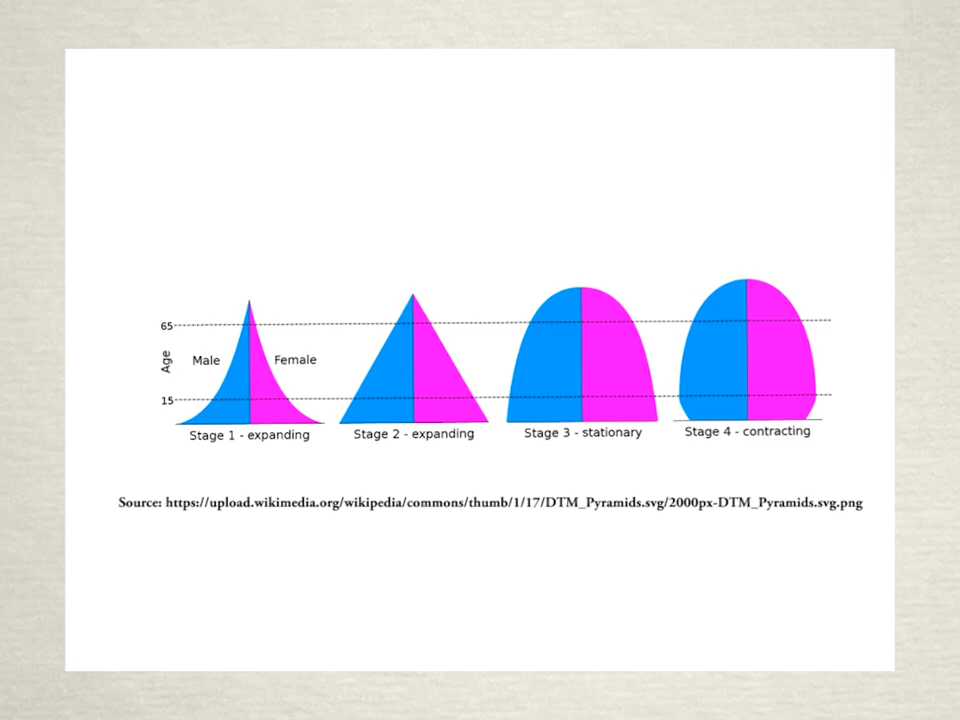 65
Age
Male
Female
15
Stage 1 - expanding
Stage 2 - expanding
Stage 3 - stationary
Stage 4 - contracting
Source: https://upload.wikimedia.org/wikipedia/commons/thumb/1/17/DTM_Pyramids.svg/2000px-DTM_Pyramids.svg.png